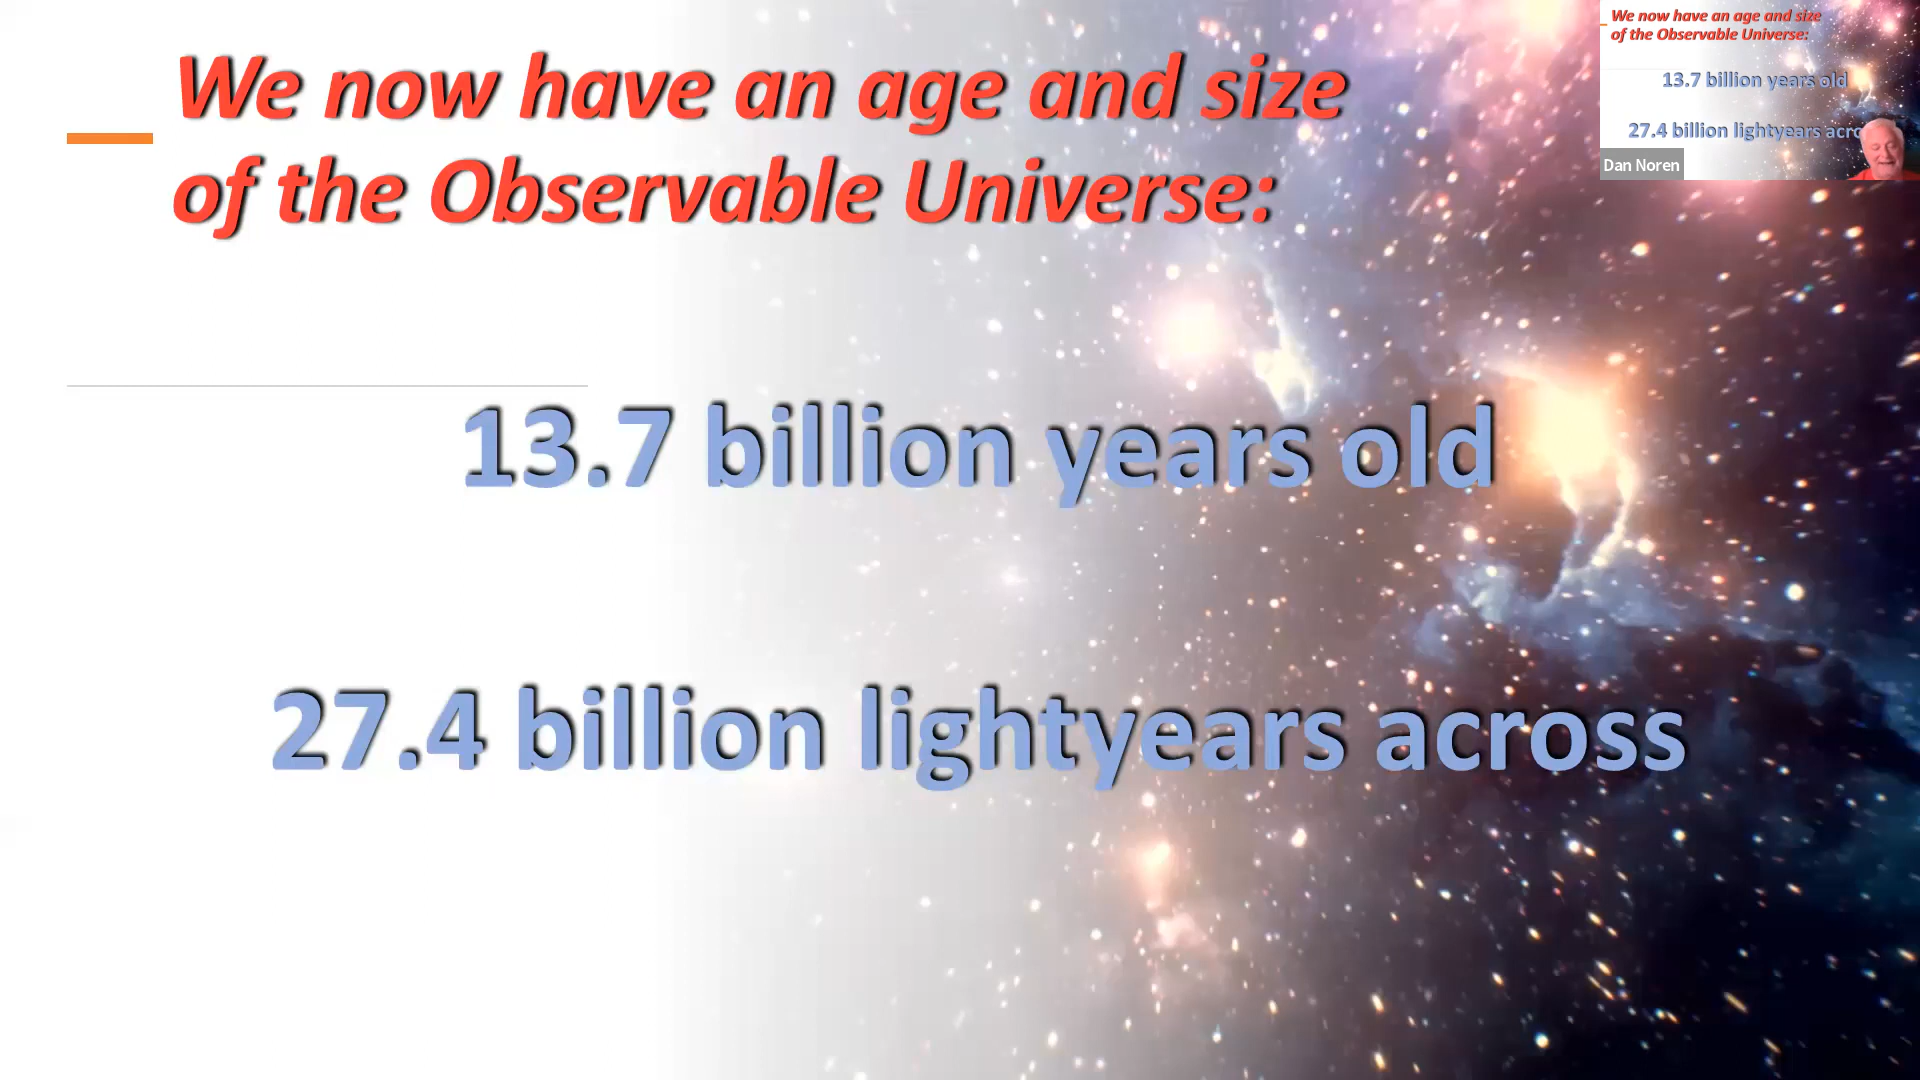 We now have an age and size
of the Observable Universe:
13.7 billion years old
27.4 billion lightyears across
We now have an age and size
of the Observable Universe:
13.7 billion years old
27.4 billion lightyears acro
Dan Noren